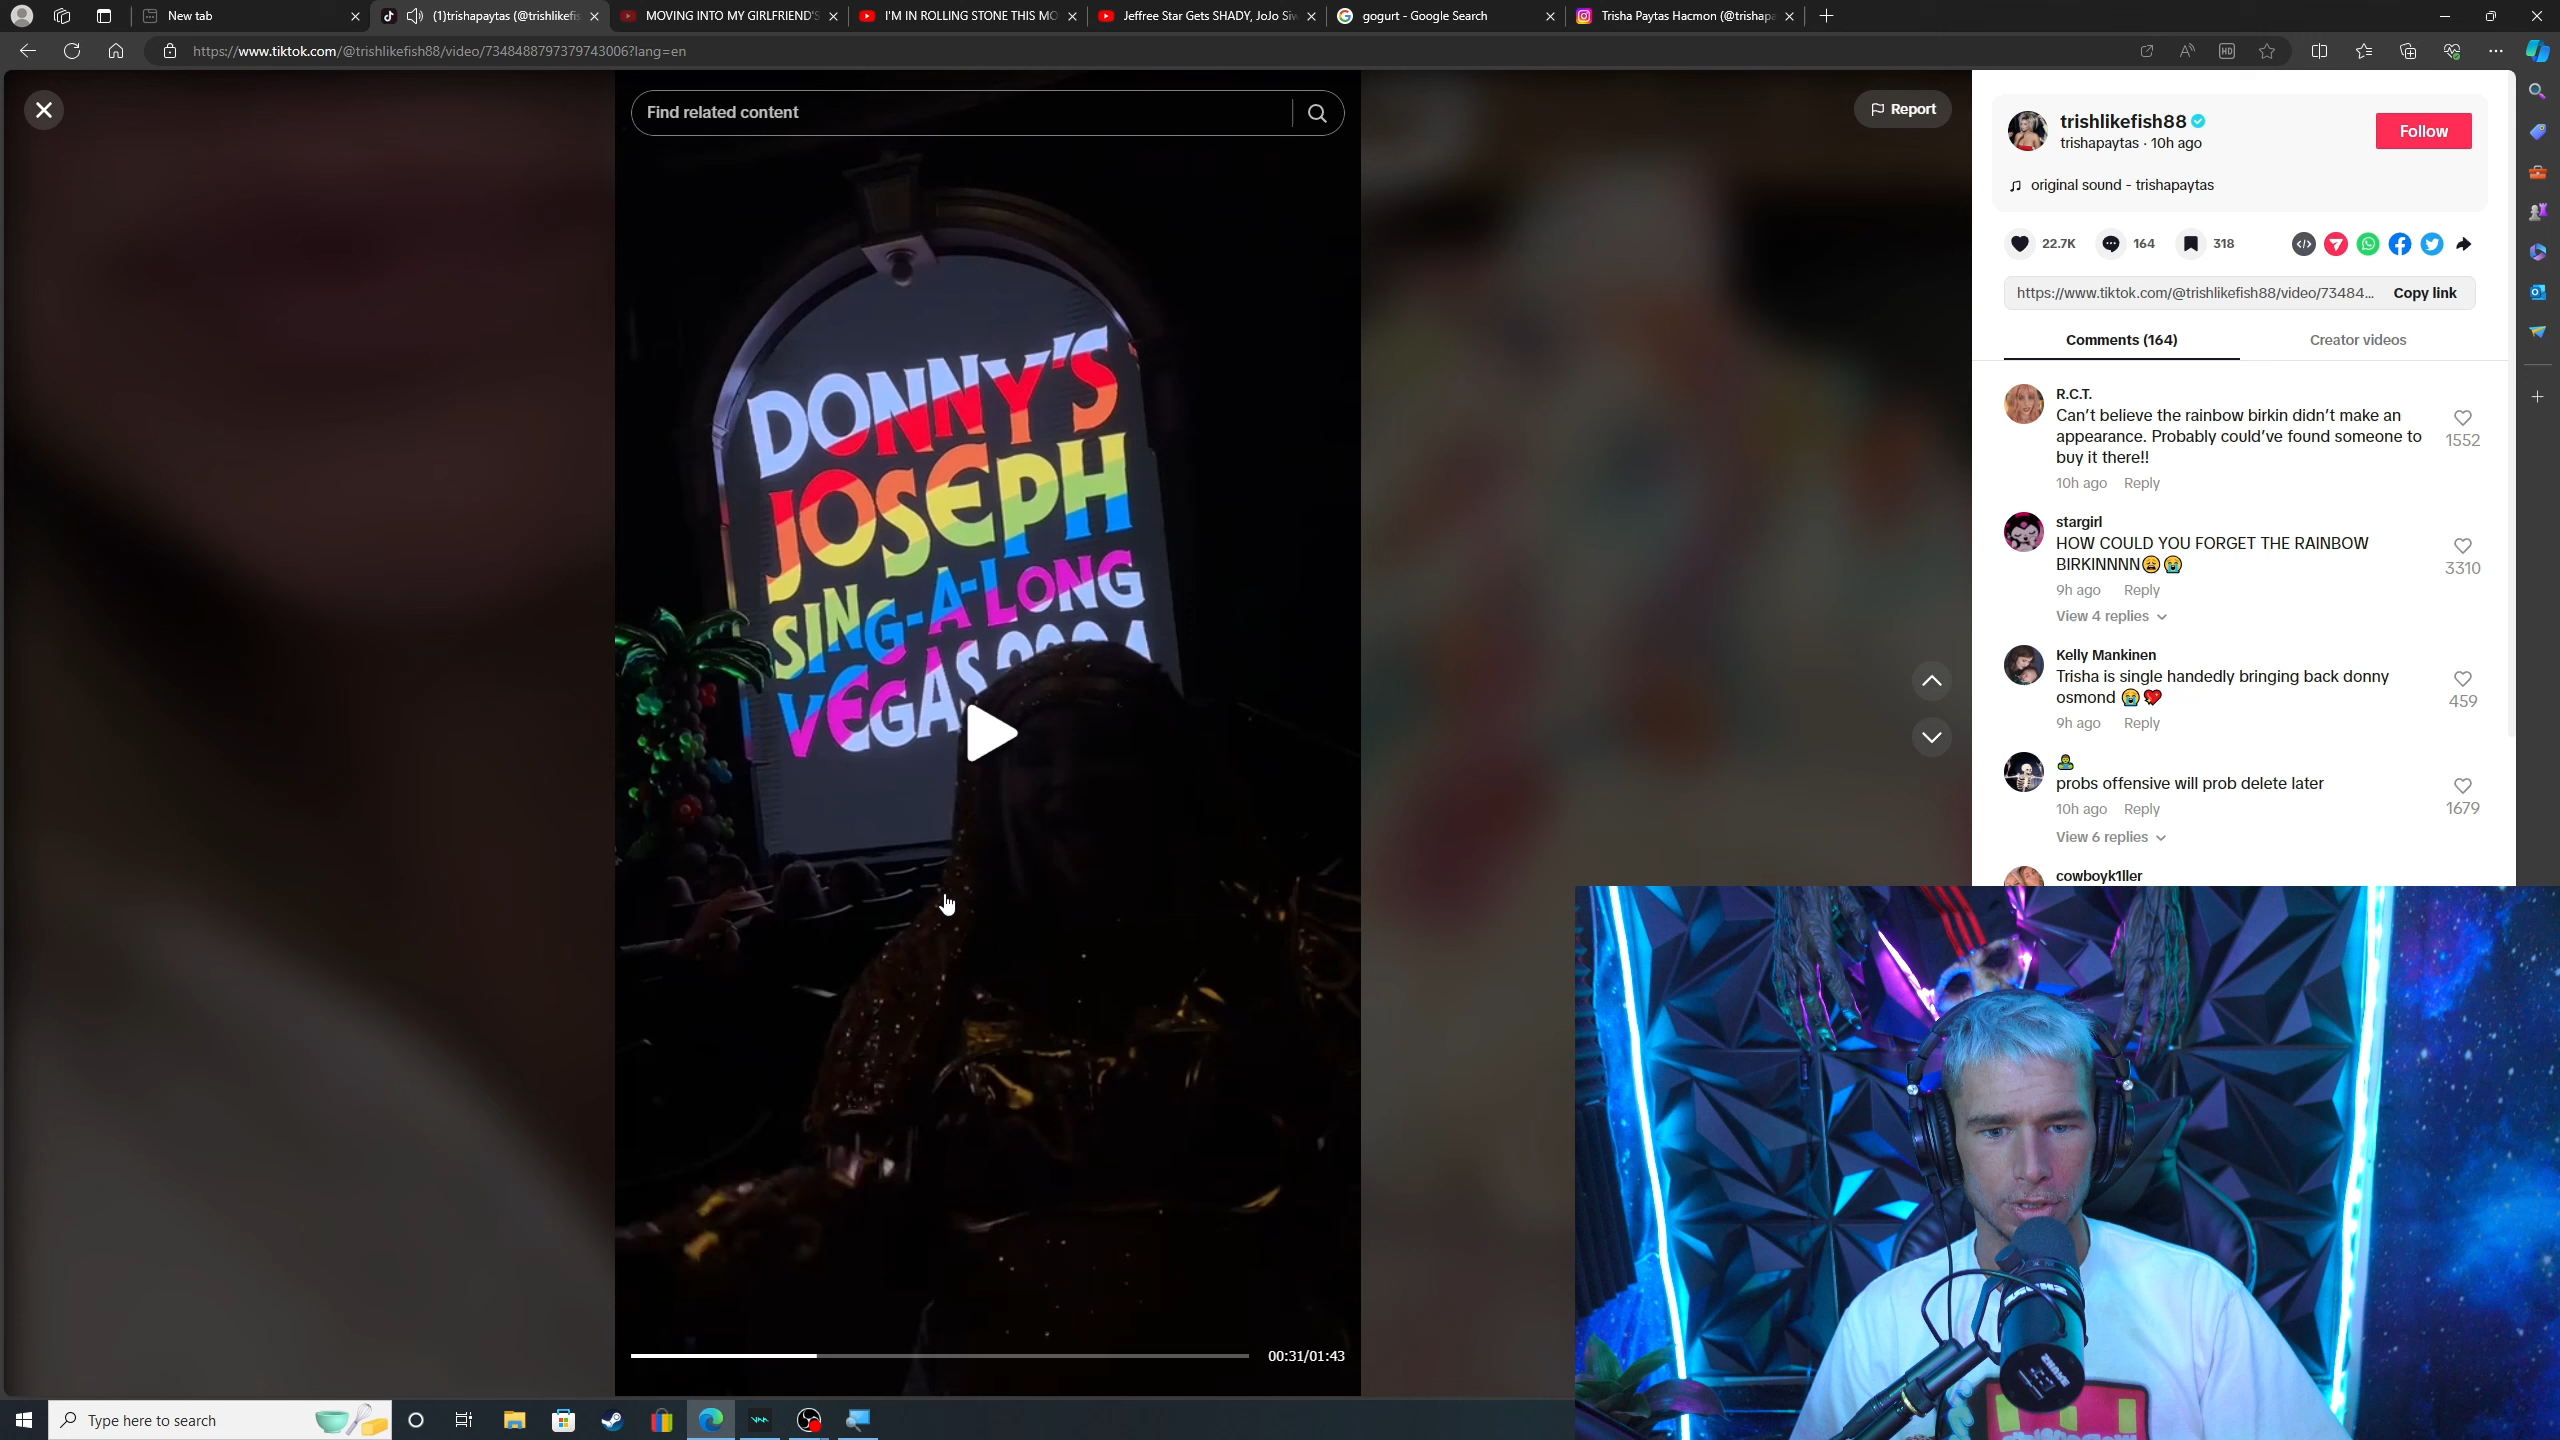 New tab
(1)trishapaytas (@trishlikefis
MOVING INTO MY GIRLFRIEND'S
I'M IN ROLLING STONE THIS MO
Jeffree Star Gets SHADY, JoJo Siw
gogurt - Google Search
Trisha Paytas Hacmon (@trishapa
https://www.tiktok.com/@trishlikefish88/video/7348488797379743006?lang=en
Find related content
Report
DONNY'S
JOSEPH
SING-A-LONG
VEGAS 2024
00:31/01:43
trishlikefish88
trishapaytas · 10h ago
Follow
original sound - trishapaytas
22.7K
164
318
https://www.tiktok.com/@trishlikefish88/video/73484...
Copy link
Comments (164)
Creator videos
R.C.T.
Can't believe the rainbow birkin didn't make an
appearance. Probably could've found someone to
buy it there!!
1552
10h ago Reply
stargirl
HOW COULD YOU FORGET THE RAINBOW
BIRKINNNN😩😭
3310
9h ago Reply
View 4 replies
Kelly Mankinen
Trisha is single handedly bringing back donny
osmond 😭💖
459
9h ago Reply
probs offensive will prob delete later
1679
10h ago Reply
View 6 replies
cowboyk1ller
Type here to search